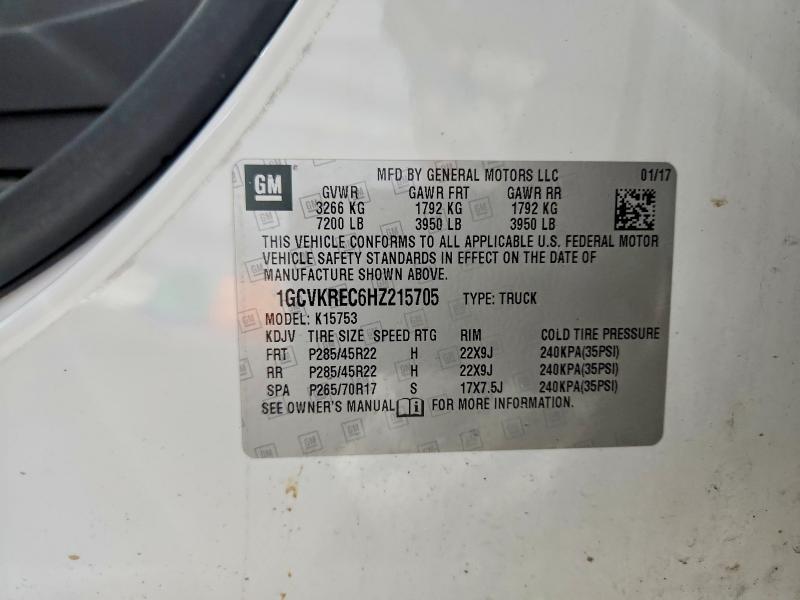 GM MFD BY GENERAL MOTORS LLC 01/17
GVWR GAWR FRT GAWR RR
3266 KG 1792 KG 1792 KG
7200 LB 3950 LB 3950 LB
THIS VEHICLE CONFORMS TO ALL APPLICABLE U.S. FEDERAL MOTOR
VEHICLE SAFETY STANDARDS IN EFFECT ON THE DATE OF
MANUFACTURE SHOWN ABOVE.
1GCVKREC6HZ215705 TYPE: TRUCK
MODEL: K15753
KDJV TIRE SIZE SPEED RTG RIM COLD TIRE PRESSURE
FRT P285/45R22 H 22X9J 240KPA(35PSI)
RR P285/45R22 H 22X9J 240KPA(35PSI)
SPA P265/70R17 S 17X7.5J 240KPA(35PSI)
SEE OWNER'S MANUAL FOR MORE INFORMATION.